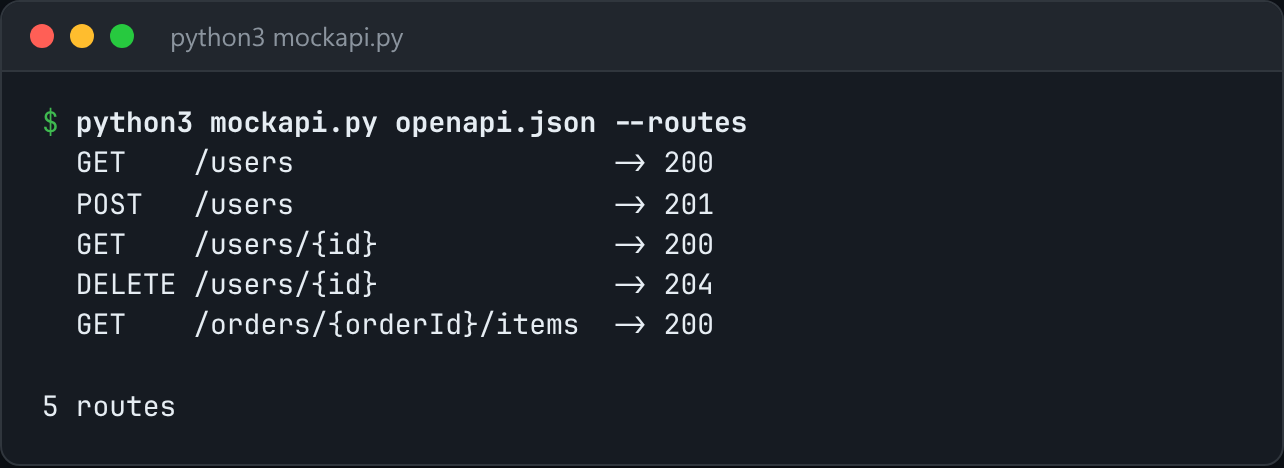 python3 mockapi.py
$ python3 mockapi.py openapi.json --routes
GET    /users                    -> 200
POST   /users                    -> 201
GET    /users/{id}               -> 200
DELETE /users/{id}               -> 204
GET    /orders/{orderId}/items   -> 200
5 routes